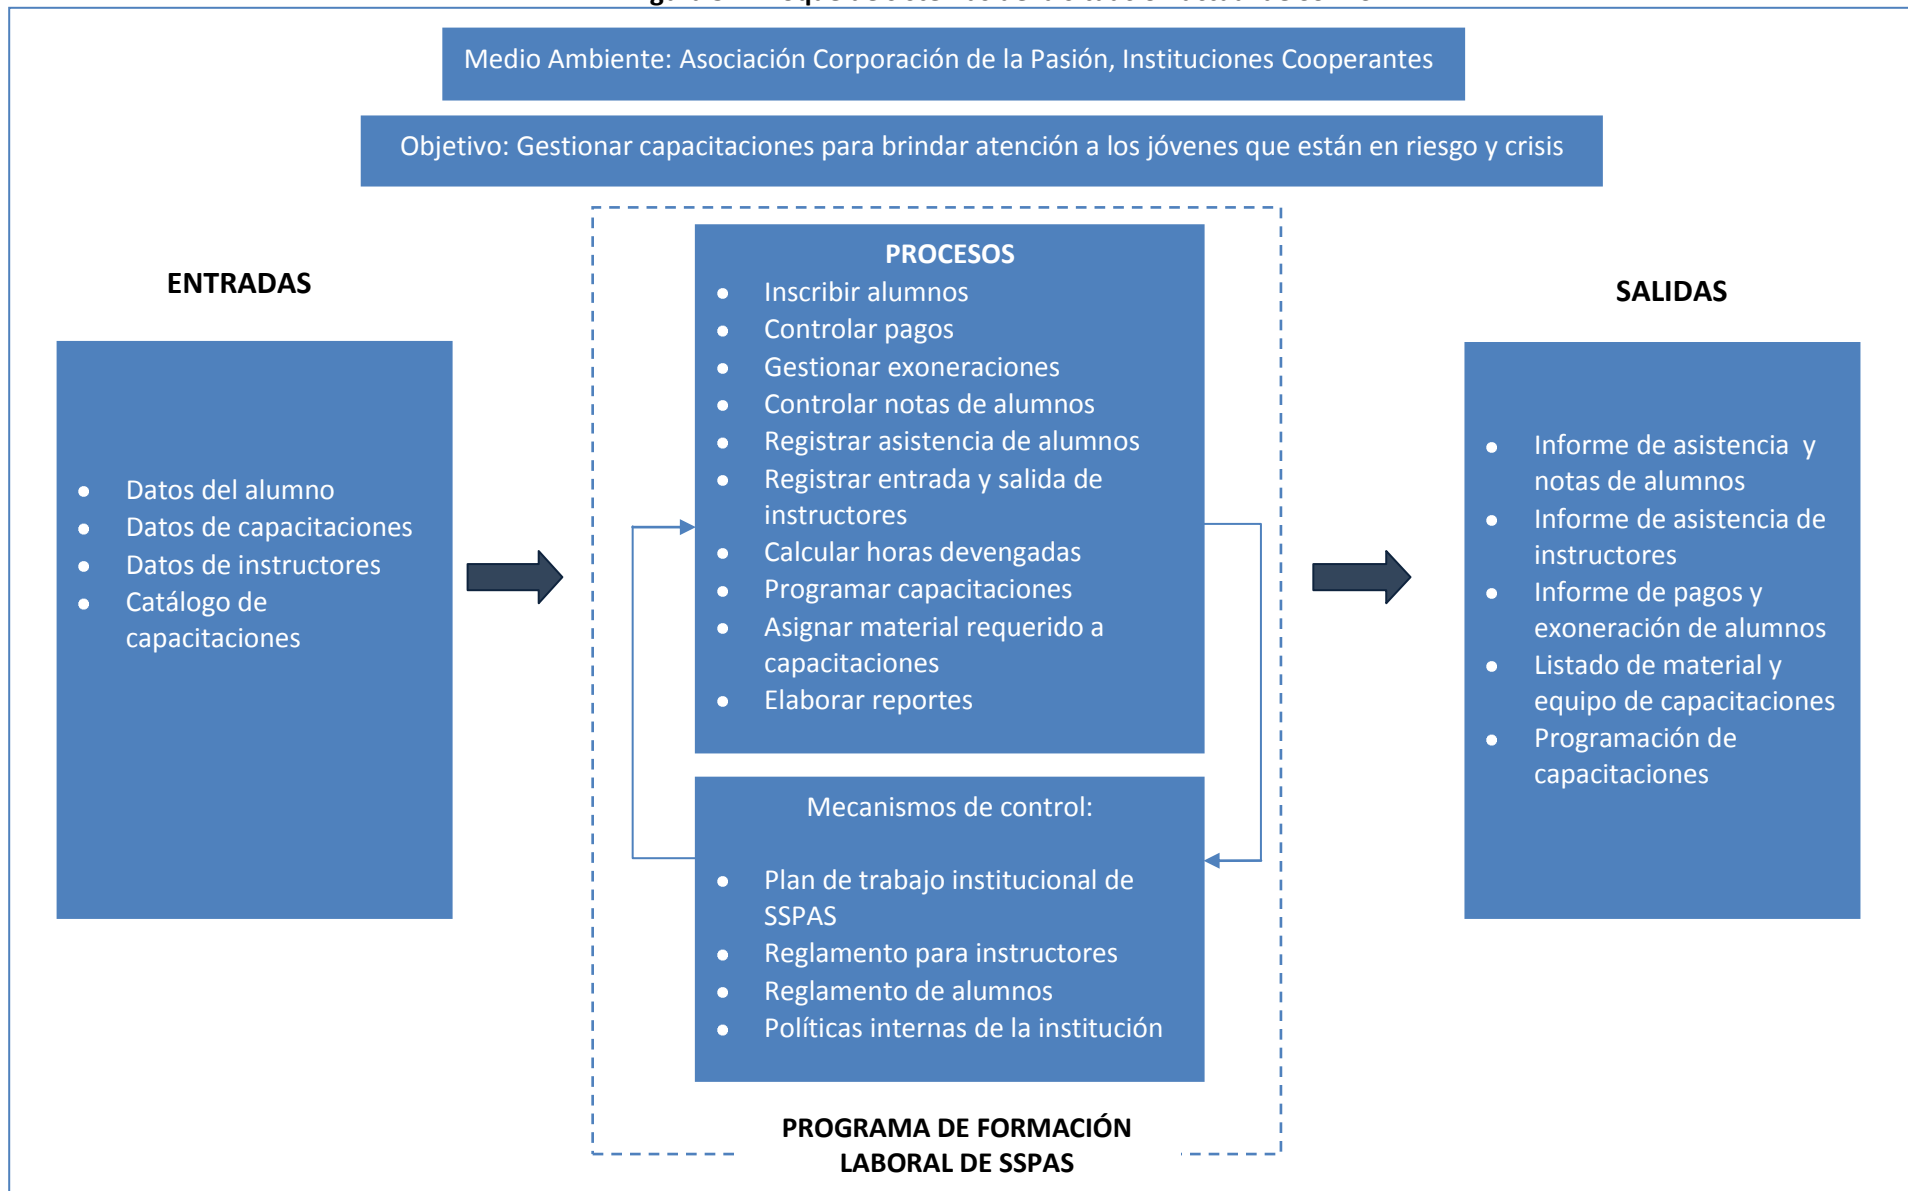 Medio Ambiente: Asociación Corporación de la Pasión, Instituciones Cooperantes
Objetivo: Gestionar capacitaciones para brindar atención a los jóvenes que están en riesgo y crisis
ENTRADAS
● Datos del alumno
● Datos de capacitaciones
● Datos de instructores
● Catálogo de
capacitaciones
PROCESOS
● Inscribir alumnos
● Controlar pagos
● Gestionar exoneraciones
● Controlar notas de alumnos
● Registrar asistencia de alumnos
● Registrar entrada y salida de
instructores
● Calcular horas devengadas
● Programar capacitaciones
● Asignar material requerido a
capacitaciones
● Elaborar reportes
Mecanismos de control:
● Plan de trabajo institucional de
SSPAS
● Reglamento para instructores
● Reglamento de alumnos
● Políticas internas de la institución
PROGRAMA DE FORMACIÓN
LABORAL DE SSPAS
SALIDAS
● Informe de asistencia y
notas de alumnos
● Informe de asistencia de
instructores
● Informe de pagos y
exoneración de alumnos
● Listado de material y
equipo de capacitaciones
● Programación de
capacitaciones